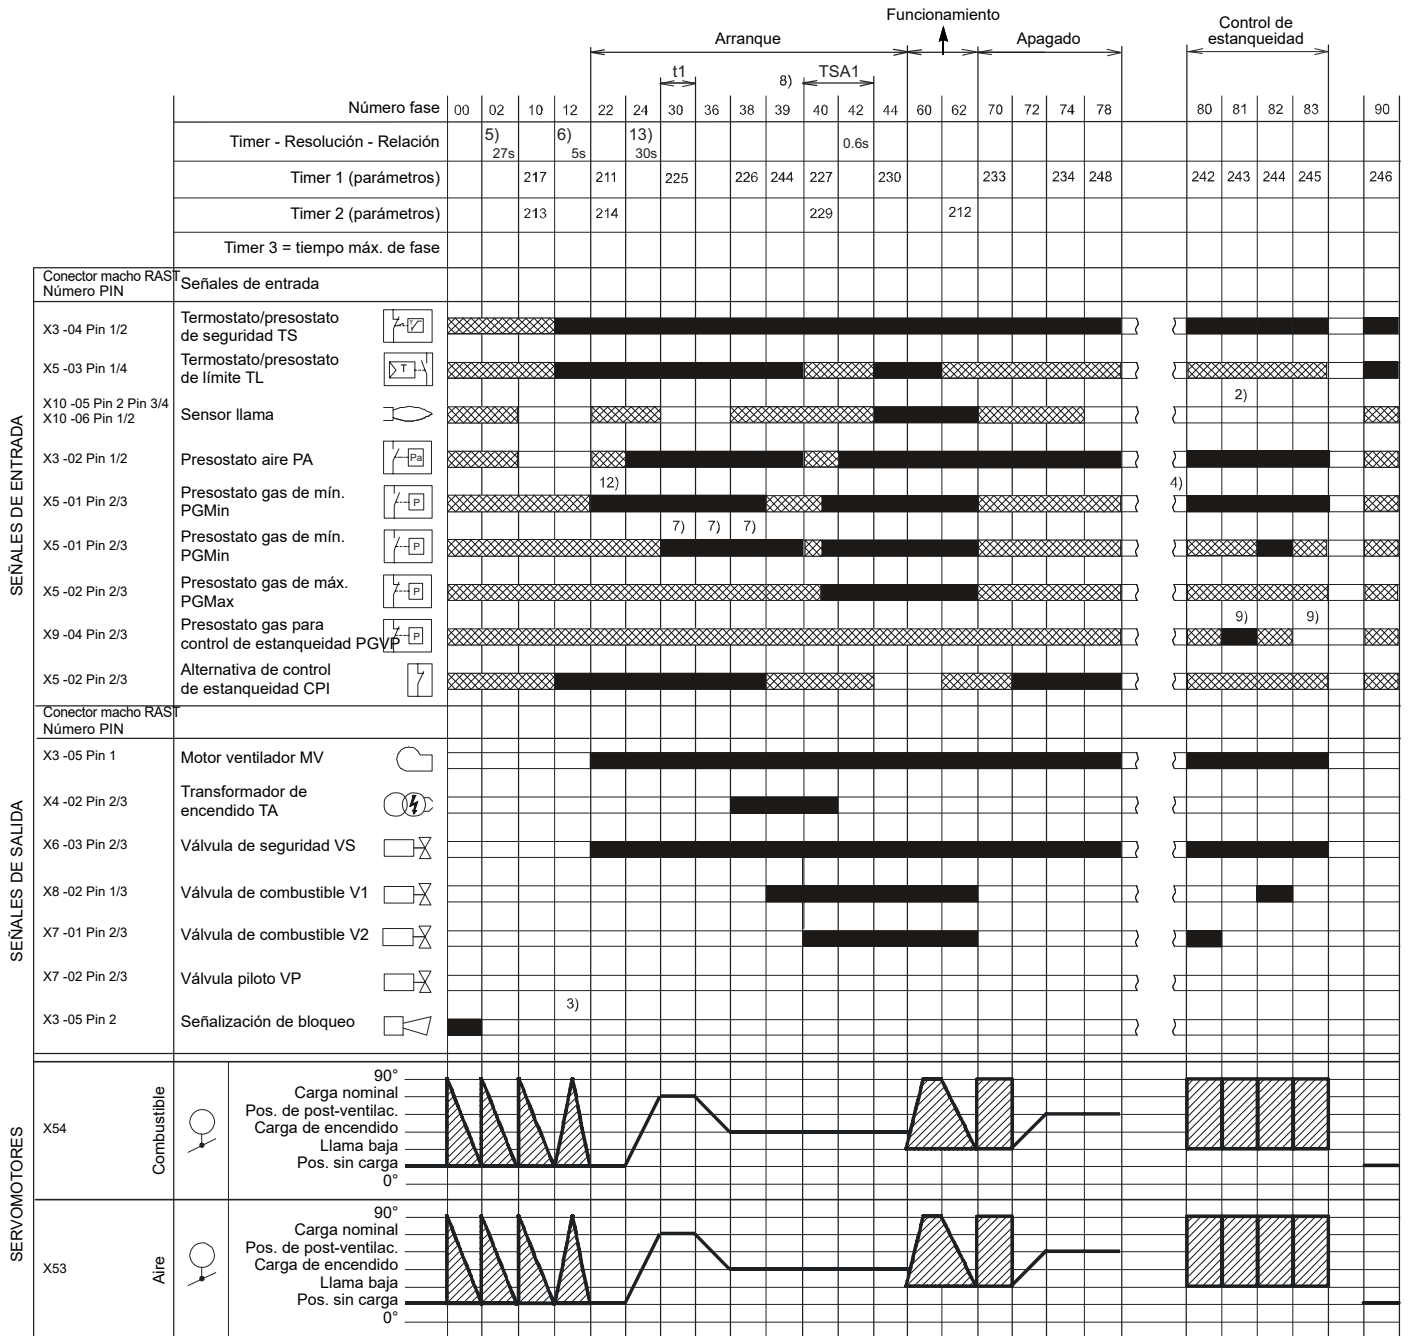 Funcionamiento
Arranque
Apagado
Control de
estanqueidad
t1
8)
TSA1
Número fase 00 02 10 12 22 24 30 36 38 39 40 42 44 60 62 70 72 74 78 80 81 82 83 90
Timer - Resolución - Relación 5) 27s 6) 5s 13) 30s 0.6s
Timer 1 (parámetros) 217 211 225 226 244 227 230 233 234 248 242 243 244 245 246
Timer 2 (parámetros) 213 214 229 212
Timer 3 = tiempo máx. de fase
SEÑALES DE ENTRADA
Conector macho RAST
Número PIN
Señales de entrada
X3 -04 Pin 1/2
Termostato/presostato
de seguridad TS
X5 -03 Pin 1/4
Termostato/presostato
de límite TL
T
2)
X10 -05 Pin 2 Pin 3/4
X10 -06 Pin 1/2
Sensor llama
X3 -02 Pin 1/2
Presostato aire PA
Pa
12)
4)
X5 -01 Pin 2/3
Presostato gas de mín.
PGMin
P
7) 7) 7)
X5 -01 Pin 2/3
Presostato gas de mín.
PGMin
P
X5 -02 Pin 2/3
Presostato gas de máx.
PGMax
P
9) 9)
X9 -04 Pin 2/3
Presostato gas para
control de estanqueidad PGVP
P
X5 -02 Pin 2/3
Alternativa de control
de estanqueidad CPI
SEÑALES DE SALIDA
Conector macho RAST
Número PIN
X3 -05 Pin 1
Motor ventilador MV
X4 -02 Pin 2/3
Transformador de
encendido TA
X6 -03 Pin 2/3
Válvula de seguridad VS
X8 -02 Pin 1/3
Válvula de combustible V1
X7 -01 Pin 2/3
Válvula de combustible V2
X7 -02 Pin 2/3
Válvula piloto VP
3)
X3 -05 Pin 2
Señalización de bloqueo
SERVOMOTORES
X54
Combustible
90°
Carga nominal
Pos. de post-ventilac.
Carga de encendido
Llama baja
Pos. sin carga
0°
X53
Aire
90°
Carga nominal
Pos. de post-ventilac.
Carga de encendido
Llama baja
Pos. sin carga
0°